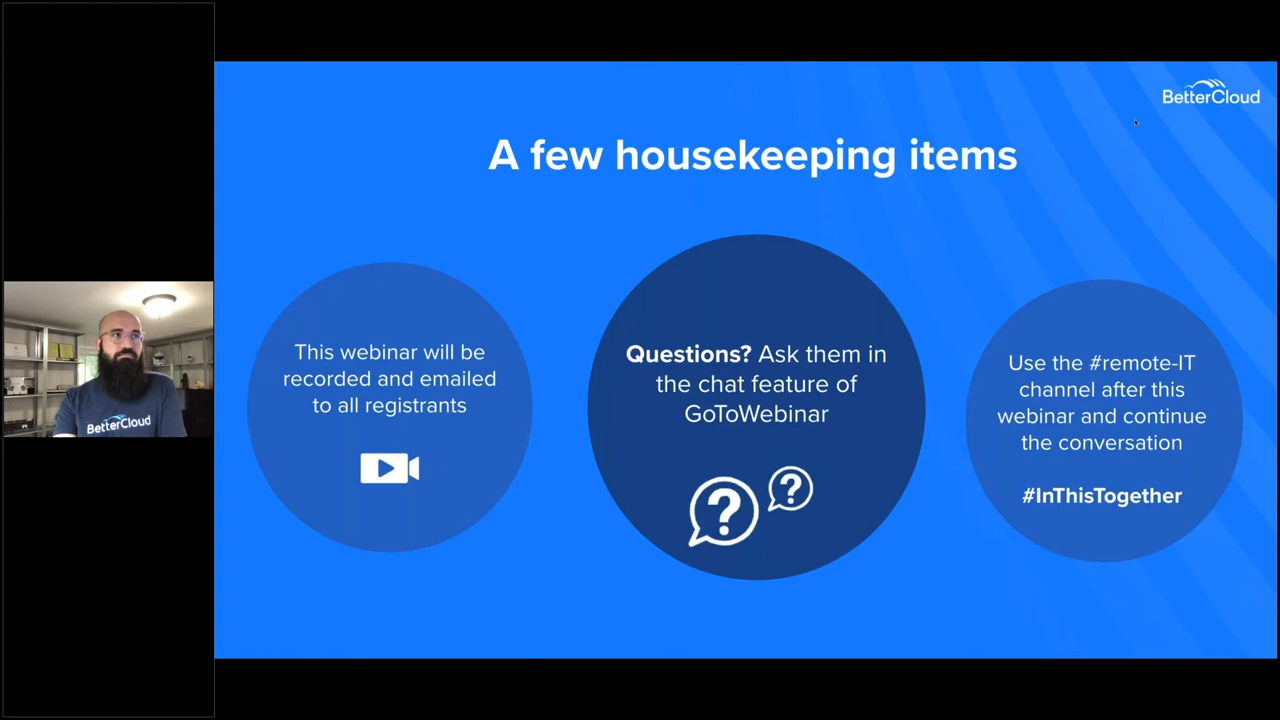 BetterCloud
A few housekeeping items
This webinar will be
recorded and emailed
to all registrants
Questions? Ask them in
the chat feature of
GoToWebinar
Use the #remote-IT
channel after this
webinar and continue
the conversation
#InThisTogether
BetterCloud